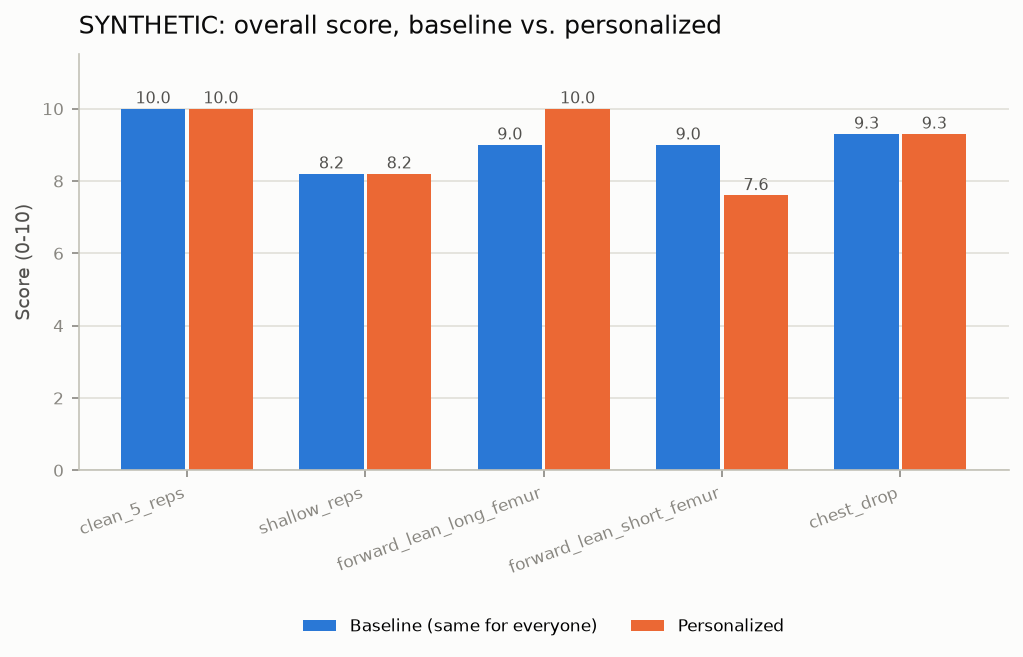 SYNTHETIC: overall score, baseline vs. personalized
Score (0-10)
10
8
6
4
2
0
10.0 10.0
8.2 8.2
9.0 10.0
9.0 7.6
9.3 9.3
clean_5_reps
shallow_reps
forward_lean_long_femur
forward_lean_short_femur
chest_drop
Baseline (same for everyone) Personalized